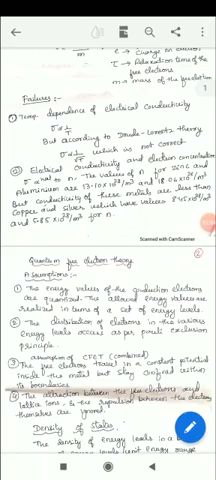 m
e - charge on electron
τ - Relaxation time of the
free electrons
m = mass of the free electron
Failures :-
① Temp. dependence of electrical conductivity
σ α 1/T
But according to Drude-Lorentz theory
σ α 1/√T which is not correct
② Electrical conductivity and electron concentration
σ α n. The values of n for zinc and
Aluminium are 13.10×10²⁸/m³ and 18.06×10²⁸/m³
But conductivity of these metals are less than
Copper and silver which have values 8.45×10²⁸/m³
and 5.85×10²⁸/m³ for n.
Scanned with CamScanner
Quantum free electron theory
Assumptions :-
① The energy values of the conduction electrons
are quantized. The allowed energy values are
realized in terms of a set of energy levels.
② The distribution of electrons in the various
energy levels occurs as per pauli's exclusion
principle.
assumption of CFET (combined)
③ The free electrons travel in a constant potential
inside the metal but stay confined within
its boundaries.
④ The attraction between the free electrons and
lattice ions, & the repulsion between the electrons
themselves are ignored.
Density of states
The density of energy levels in a
energy range